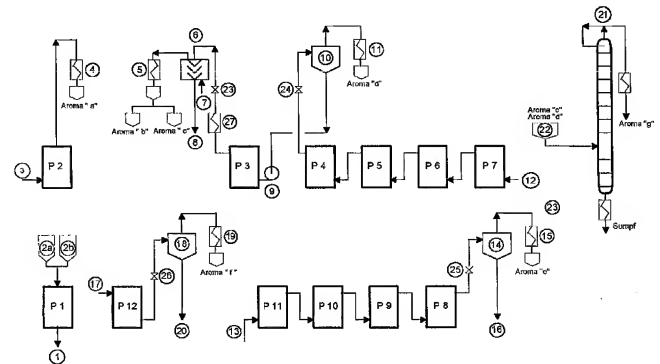 21
6
4
5
10
11
23
24
7
27
Aroma "a"
Aroma "b"
Aroma "c"
8
Aroma "d"
Aroma "c"
Aroma "d"
22
Aroma "g"
3
P 2
P 3
9
P 4
P 5
P 6
P 7
12
23
Sumpf
2a
2b
18
19
14
15
26
Aroma "f"
25
Aroma "e"
17
P 1
P 12
P 11
P 10
P 9
P 8
1
20
13
16